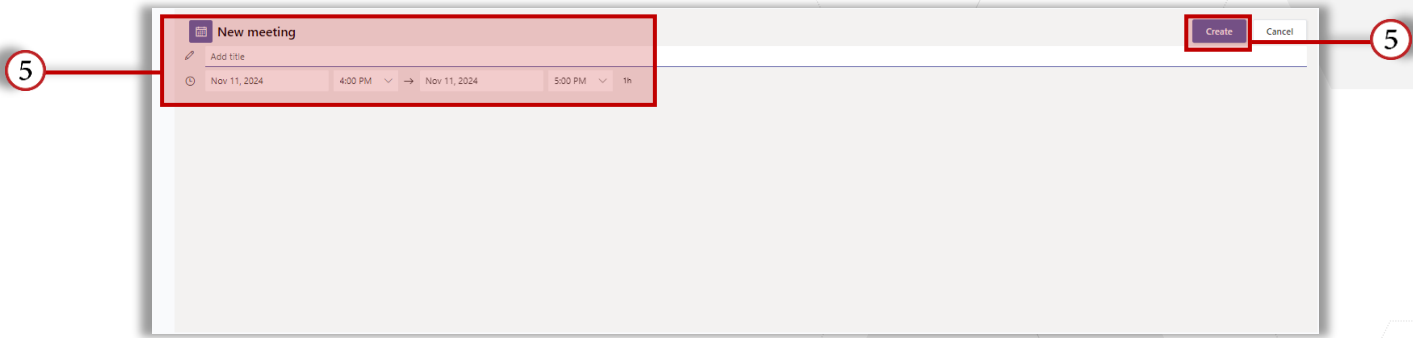 New meeting
Create Cancel
5 5
Add title
Nov 11, 2024 4:00 PM → Nov 11, 2024 5:00 PM 1h